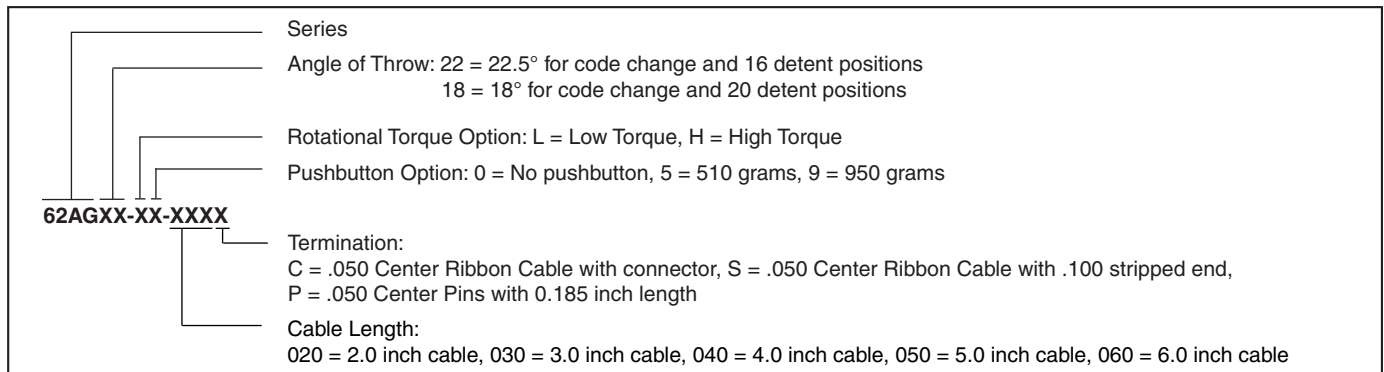 Series
Angle of Throw: 22 = 22.5° for code change and 16 detent positions
18 = 18° for code change and 20 detent positions
Rotational Torque Option: L = Low Torque, H = High Torque
Pushbutton Option: 0 = No pushbutton, 5 = 510 grams, 9 = 950 grams
62AGXX-XX-XXXX
Termination:
C = .050 Center Ribbon Cable with connector, S = .050 Center Ribbon Cable with .100 stripped end,
P = .050 Center Pins with 0.185 inch length
Cable Length:
020 = 2.0 inch cable, 030 = 3.0 inch cable, 040 = 4.0 inch cable, 050 = 5.0 inch cable, 060 = 6.0 inch cable